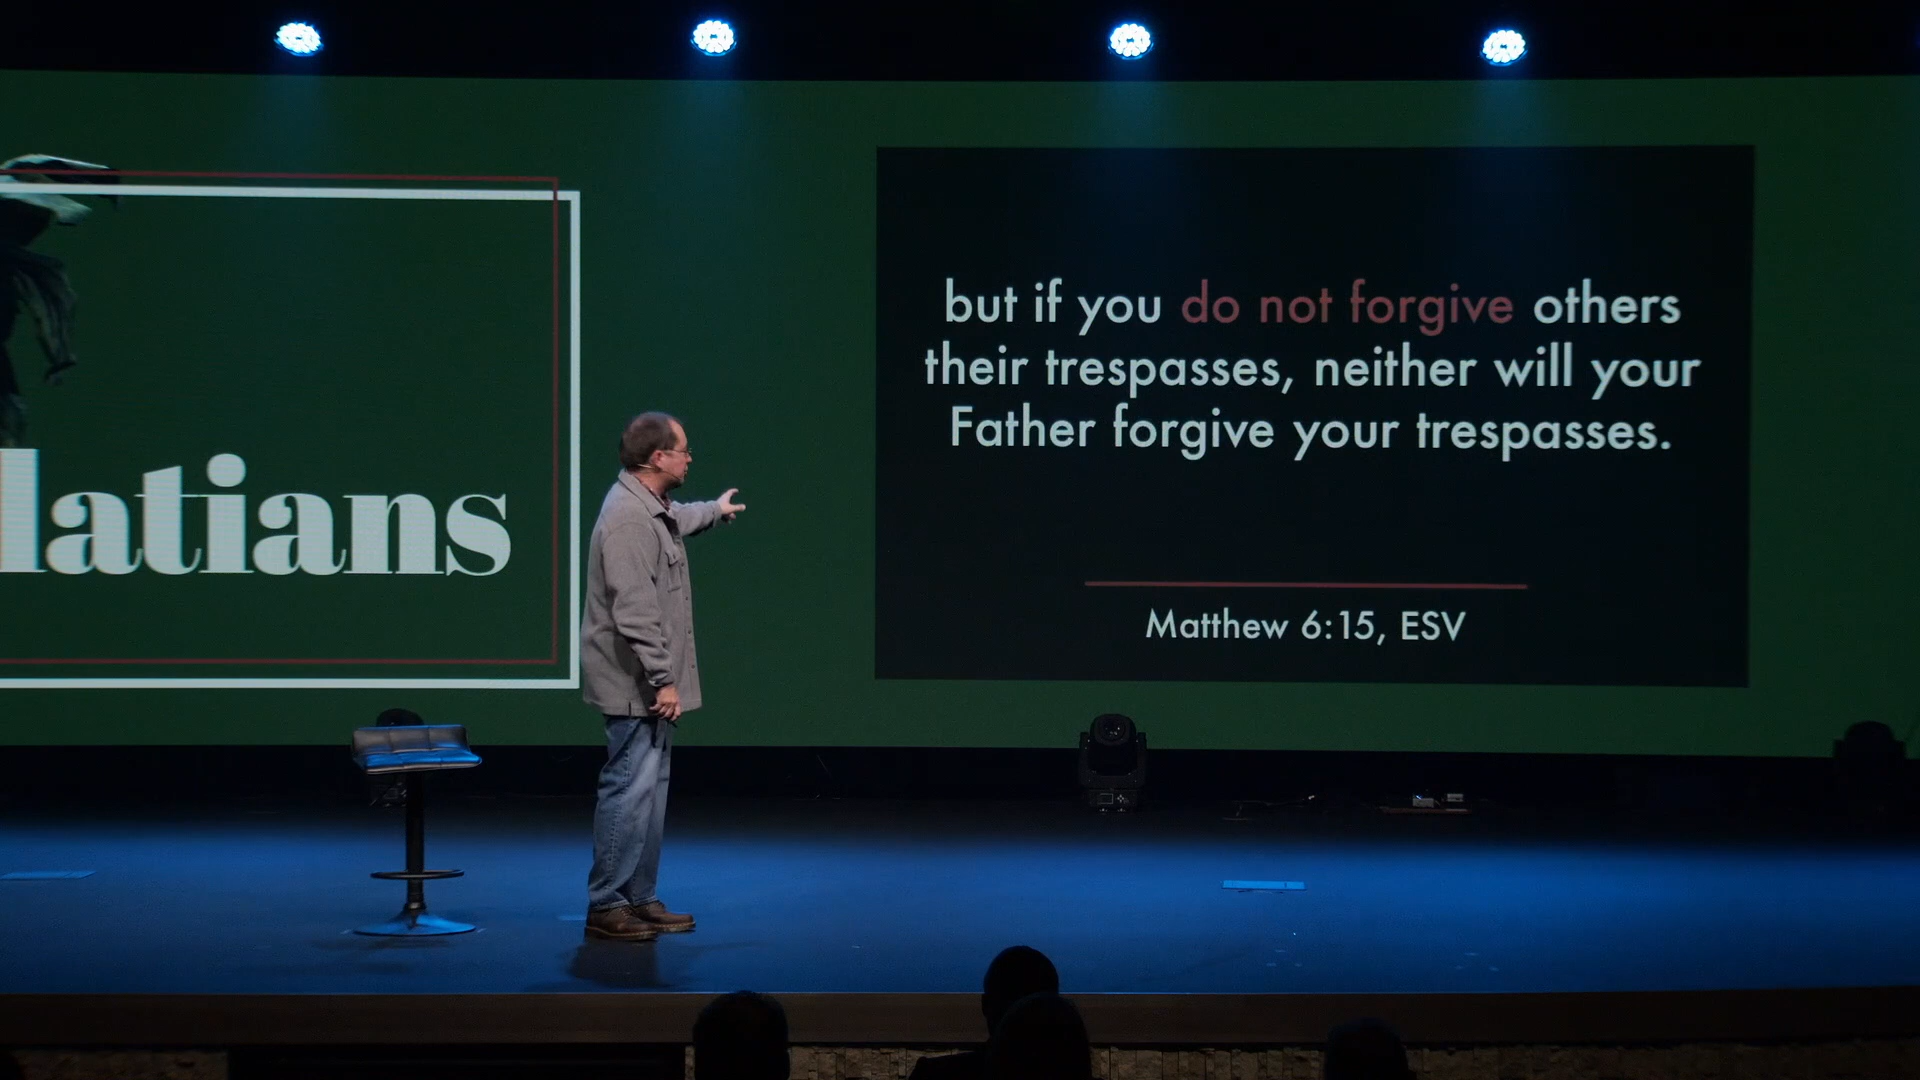 latians
but if you do not forgive others
their trespasses, neither will your
Father forgive your trespasses.
Matthew 6:15, ESV